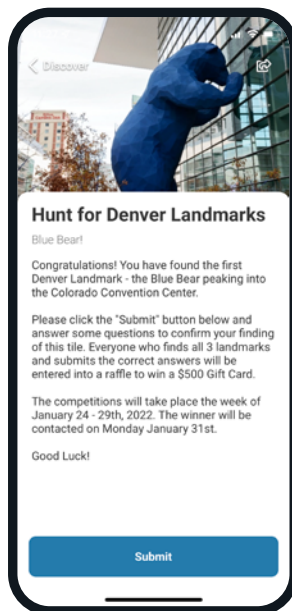 Discover
Hunt for Denver Landmarks
Blue Bear!
Congratulations! You have found the first
Denver Landmark - the Blue Bear peaking into
the Colorado Convention Center.
Please click the "Submit" button below and
answer some questions to confirm your finding
of this tile. Everyone who finds all 3 landmarks
and submits the correct answers will be
entered into a raffle to win a $500 Gift Card.
The competitions will take place the week of
January 24 - 29th, 2022. The winner will be
contacted on Monday January 31st.
Good Luck!
Submit